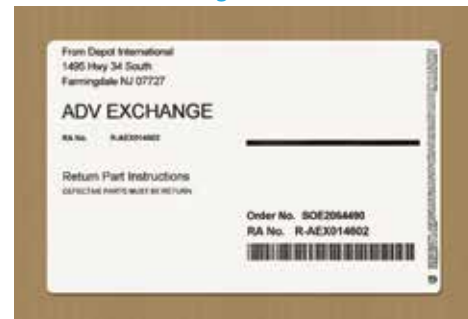 From Depot International
1495 Hwy 34 South
Farmingdale NJ 07727
ADV EXCHANGE
RA No. R-AEX014602
Return Part Instructions
DEFECTIVE PARTS MUST BE RETURN
Order No. SOE2064490
RA No. R-AEX014602